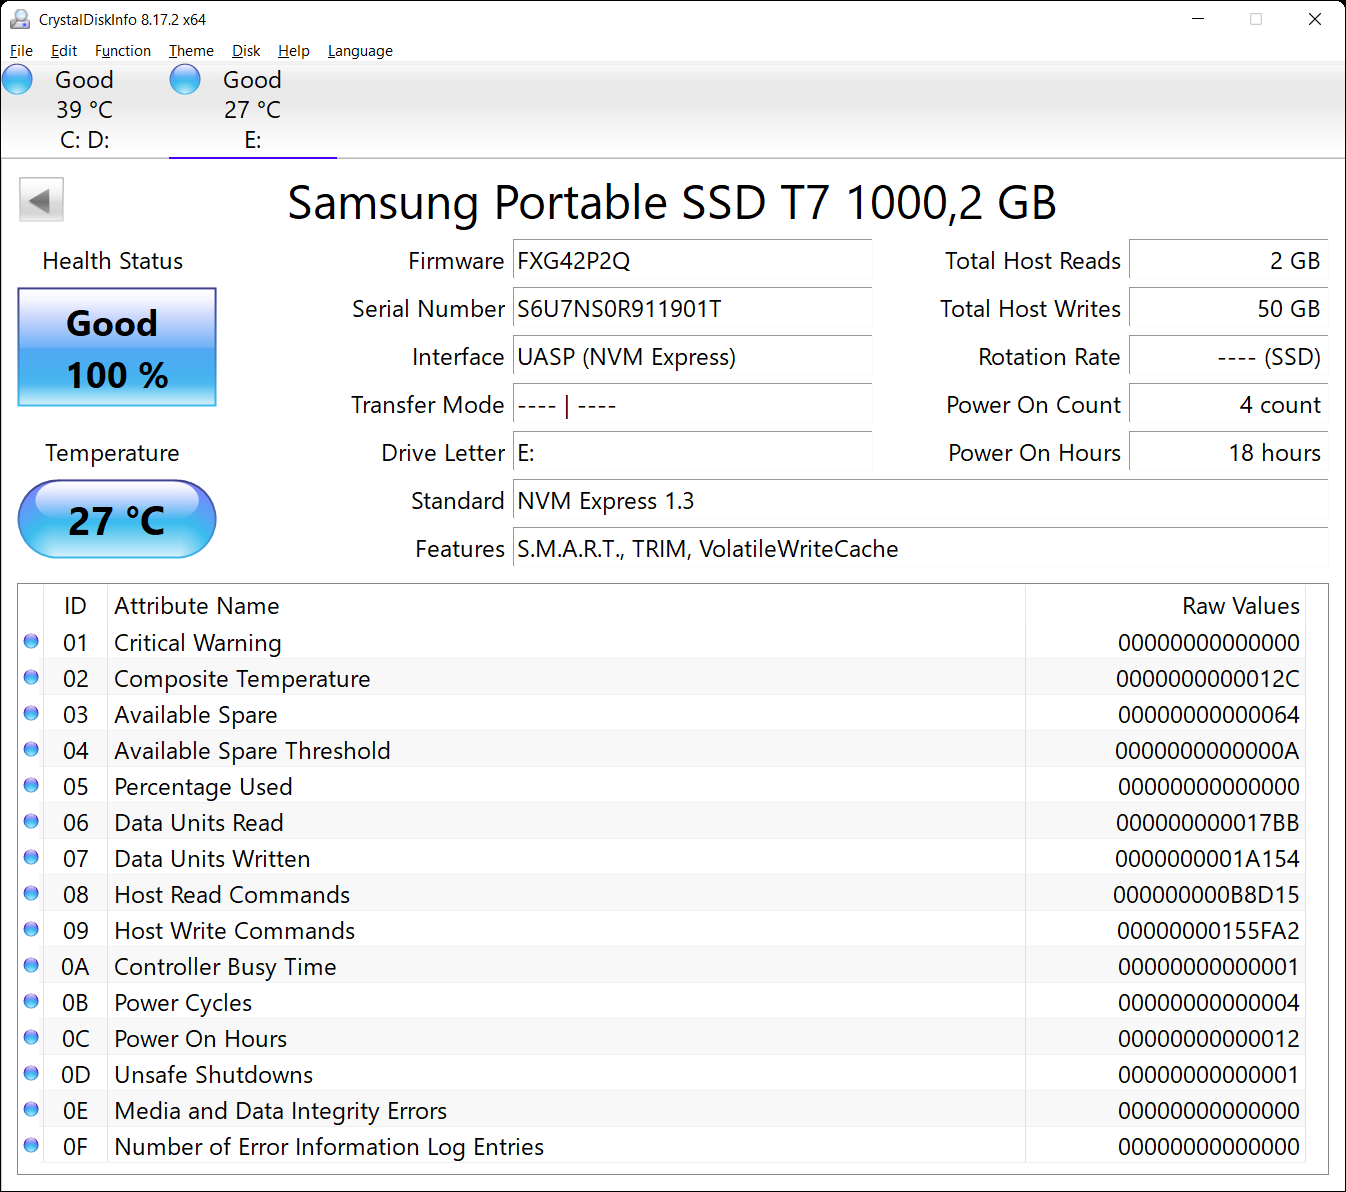 CrystalDiskInfo 8.17.2 x64
File Edit Function Theme Disk Help Language
Good Good
39 °C 27 °C
C: D: E:
Samsung Portable SSD T7 1000,2 GB
Health Status
Good
100 %
Temperature
27 °C
Firmware FXG42P2Q
Serial Number S6U7NS0R911901T
Interface UASP (NVM Express)
Transfer Mode ---- | ----
Drive Letter E:
Standard NVM Express 1.3
Features S.M.A.R.T., TRIM, VolatileWriteCache
Total Host Reads 2 GB
Total Host Writes 50 GB
Rotation Rate ---- (SSD)
Power On Count 4 count
Power On Hours 18 hours
ID Attribute Name Raw Values
01 Critical Warning 00000000000000
02 Composite Temperature 0000000000012C
03 Available Spare 00000000000064
04 Available Spare Threshold 0000000000000A
05 Percentage Used 00000000000000
06 Data Units Read 000000000017BB
07 Data Units Written 0000000001A154
08 Host Read Commands 000000000B8D15
09 Host Write Commands 00000000155FA2
0A Controller Busy Time 00000000000001
0B Power Cycles 00000000000004
0C Power On Hours 00000000000012
0D Unsafe Shutdowns 00000000000001
0E Media and Data Integrity Errors 00000000000000
0F Number of Error Information Log Entries 00000000000000